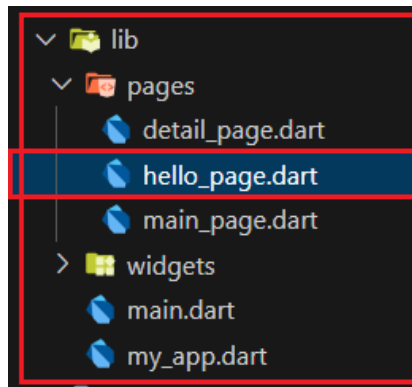 lib
pages
detail_page.dart
hello_page.dart
main_page.dart
widgets
main.dart
my_app.dart